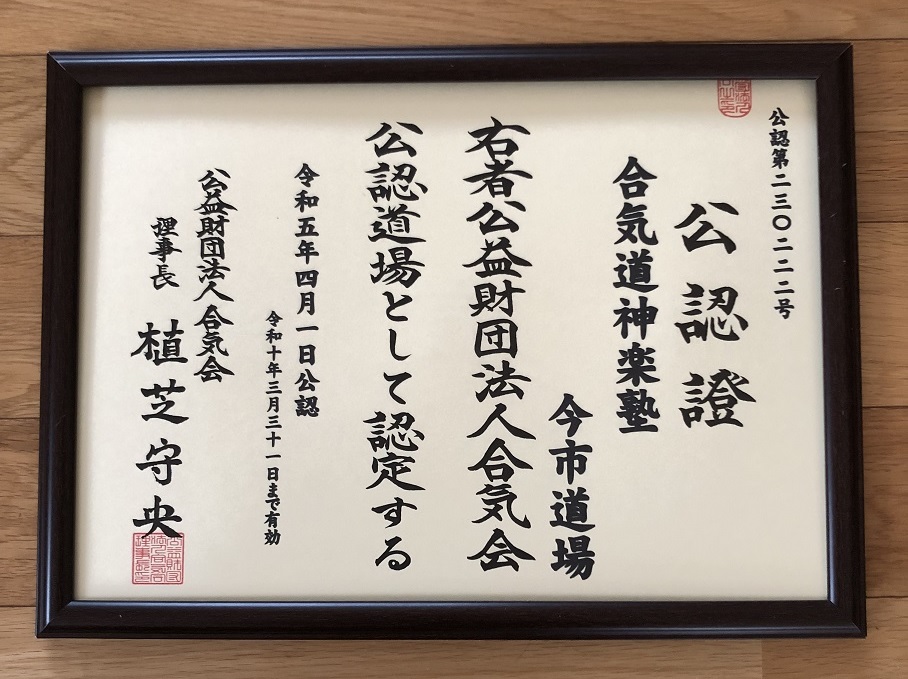 公認第二三〇二二二号
公認證
合気道神楽塾
今市道場
右者公益財団法人合気会
公認道場として認定する
令和五年四月一日公認
令和十年三月三十一日まで有効
公益財団法人合気会
理事長 植芝守央